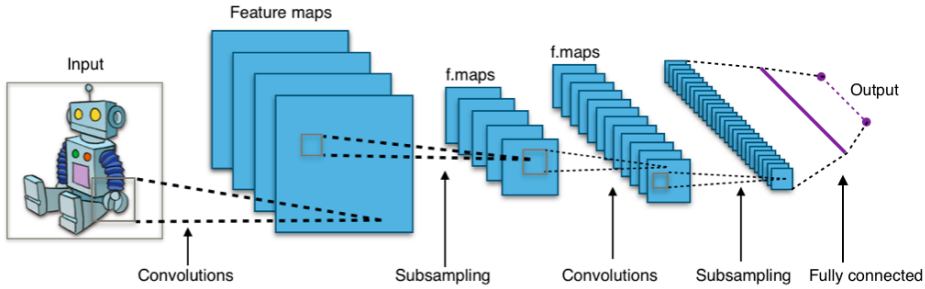 Feature maps
Input
f.maps
f.maps
Output
Convolutions
Subsampling
Convolutions
Subsampling
Fully connected